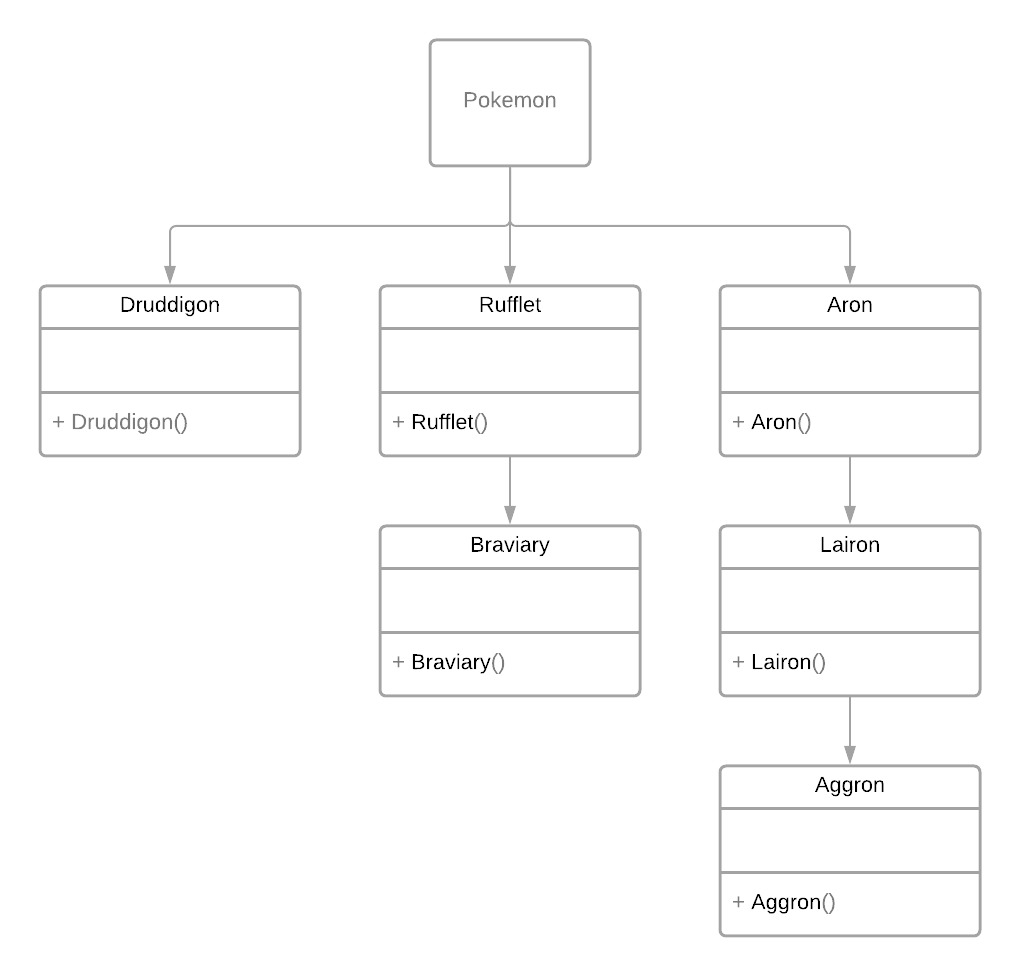 Pokemon
Druddigon
+ Druddigon()
Rufflet
+ Rufflet()
Aron
+ Aron()
Braviary
+ Braviary()
Lairon
+ Lairon()
Aggron
+ Aggron()